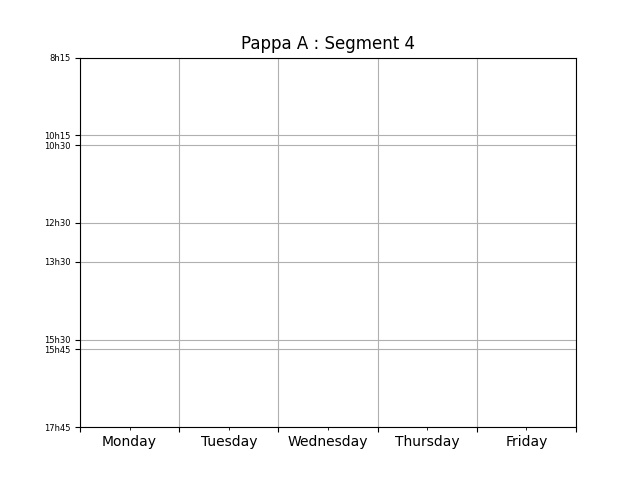 Pappa A : Segment 4
8h15
10h15
10h30
12h30
13h30
15h30
15h45
17h45
Monday Tuesday Wednesday Thursday Friday